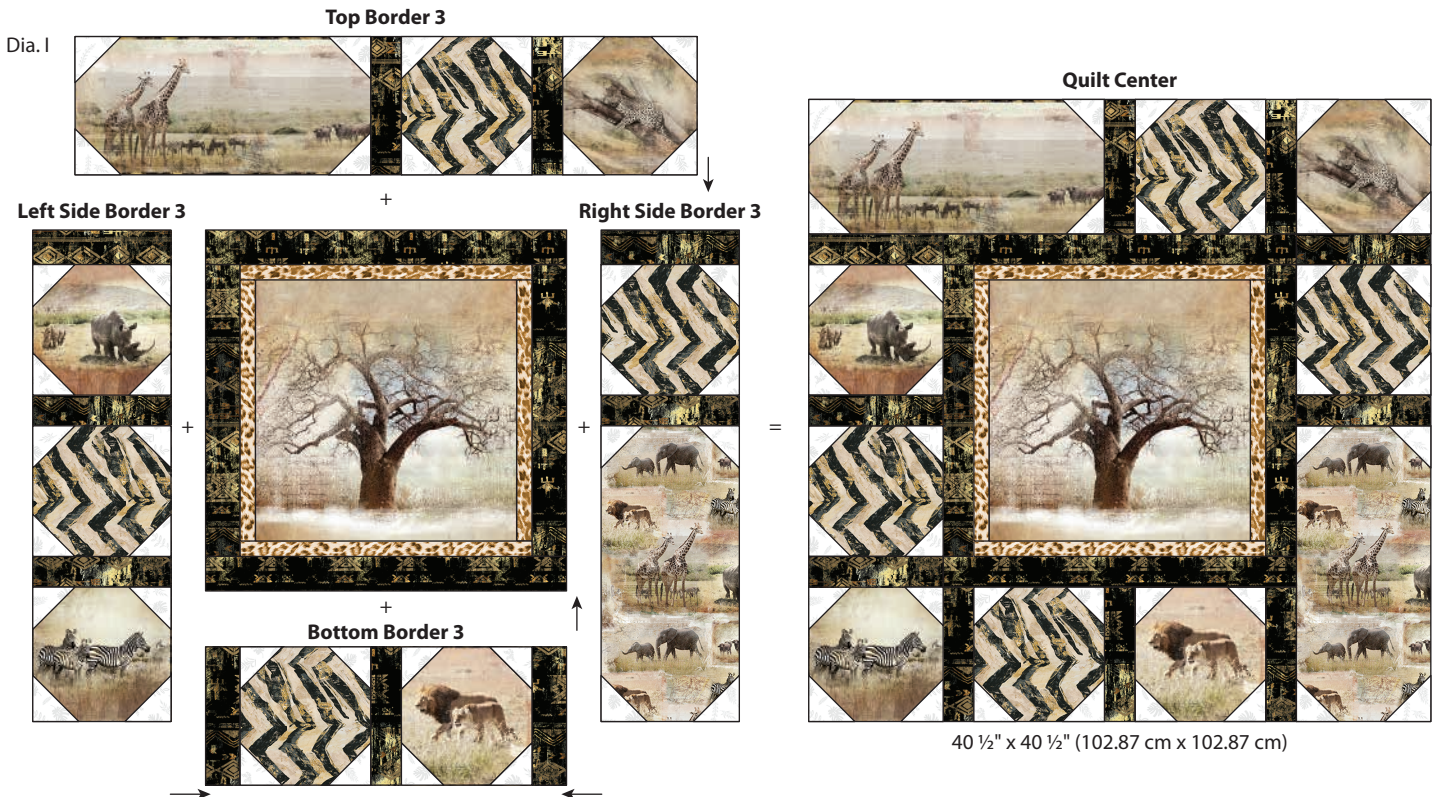 Top Border 3
Dia. I
Quilt Center
+
Left Side Border 3
Right Side Border 3
+
+
=
+
Bottom Border 3
40 ½" x 40 ½" (102.87 cm x 102.87 cm)